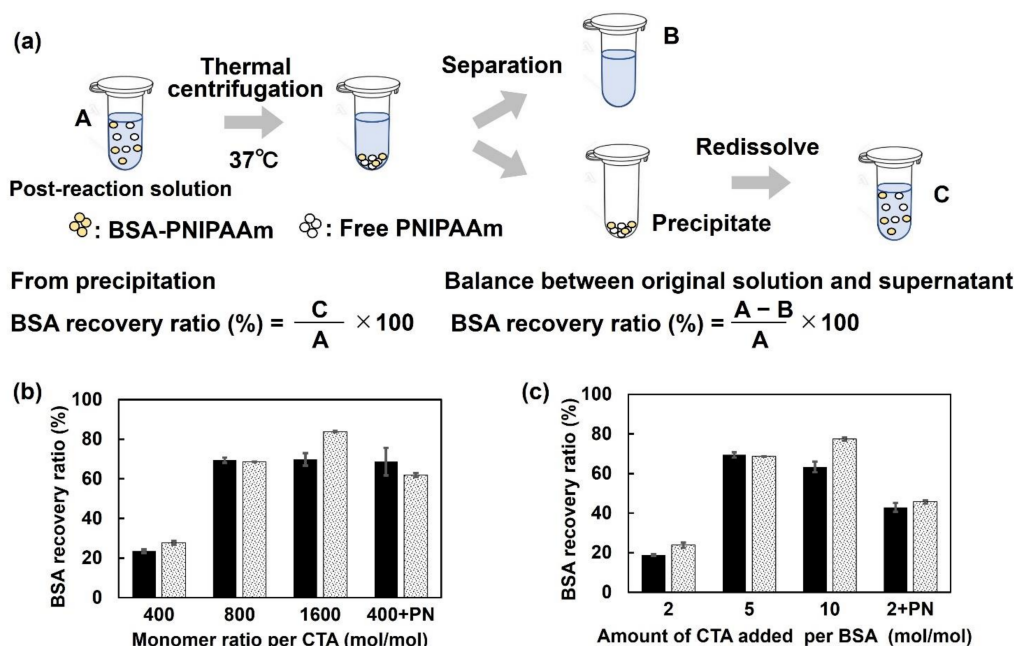 (a)
Thermal
centrifugation
37℃
A
Post-reaction solution
Separation
B
Precipitate
Redissolve
C
: BSA-PNIPAAm
: Free PNIPAAm
From precipitation
BSA recovery ratio (%) = C / A × 100
Balance between original solution and supernatant
BSA recovery ratio (%) = A − B / A × 100
(b)
BSA recovery ratio (%)
100
80
60
40
20
0
400 800 1600 400+PN
Monomer ratio per CTA (mol/mol)
(c)
BSA recovery ratio (%)
100
80
60
40
20
0
2 5 10 2+PN
Amount of CTA added per BSA (mol/mol)